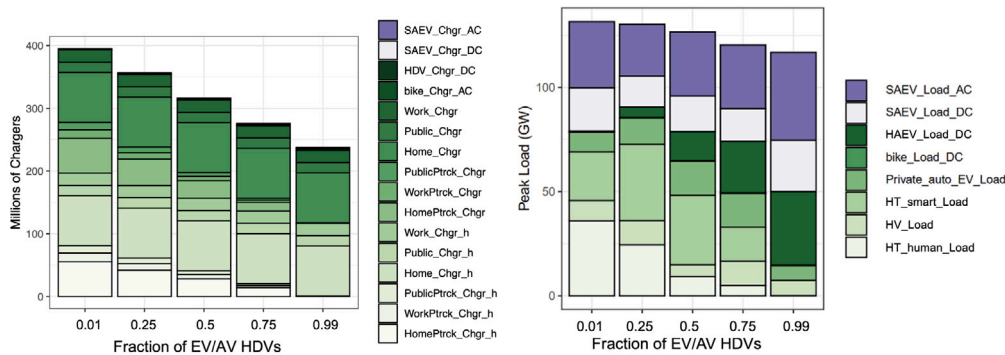 Millions of Chargers
400
300
200
100
0
0.01 0.25 0.5 0.75 0.99
Fraction of EV/AV HDVs
SAEV_Chgr_AC
SAEV_Chgr_DC
HDV_Chgr_DC
bike_Chgr_AC
Work_Chgr
Public_Chgr
Home_Chgr
PublicPtrck_Chgr
WorkPtrck_Chgr
HomePtrck_Chgr
Work_Chgr_h
Public_Chgr_h
Home_Chgr_h
PublicPtrck_Chgr_h
WorkPtrck_Chgr_h
HomePtrck_Chgr_h
Peak Load (GW)
100
50
0
0.01 0.25 0.5 0.75 0.99
Fraction of EV/AV HDVs
SAEV_Load_AC
SAEV_Load_DC
HAEV_Load_DC
bike_Load_DC
Private_auto_EV_Load
HT_smart_Load
HV_Load
HT_human_Load